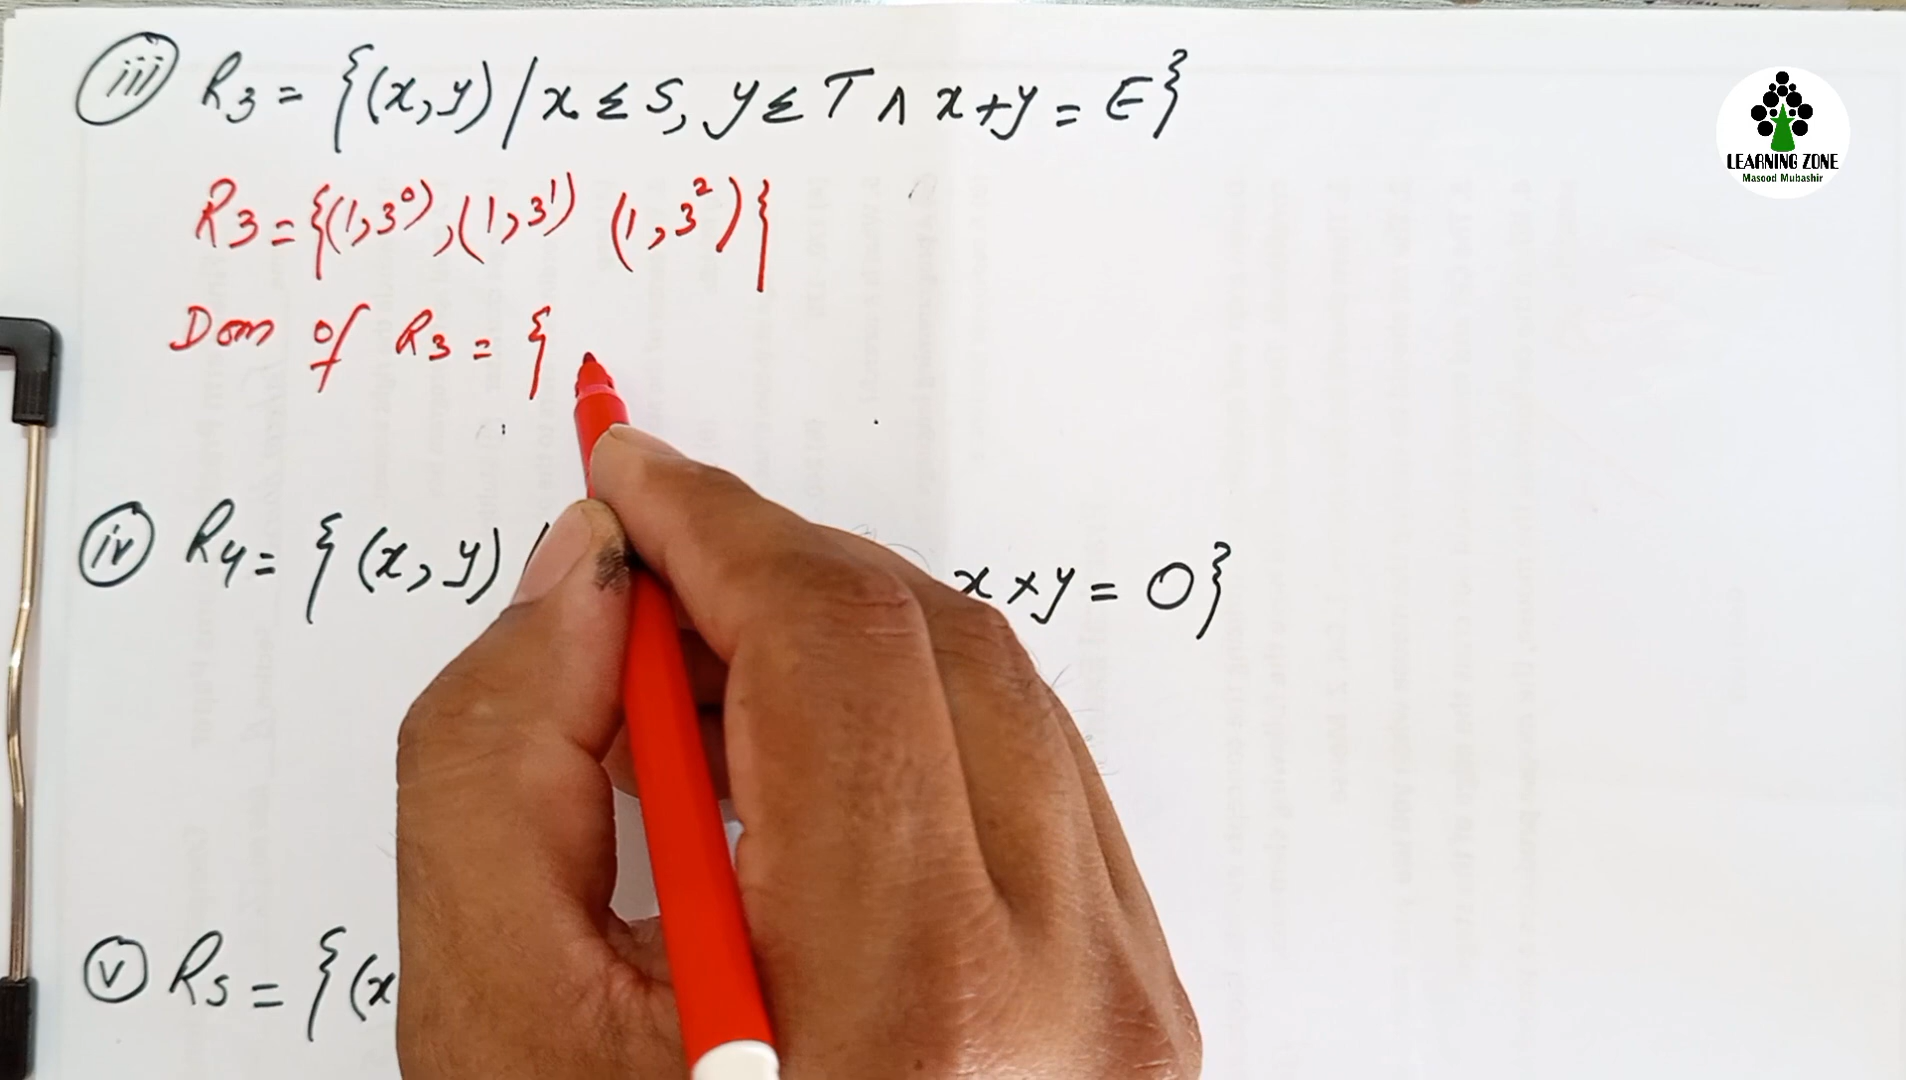 iii R3 = {(x, y) / x ≤ S, y ≤ T ∧ x+y = E}
LEARNING ZONE
Masood Mubashir
R3 = {(1, 3⁰), (1, 3¹) (1, 3²)}
Dom of R3 = {
iv R4 = {(x, y) x × y = O}
v R5 = {(x